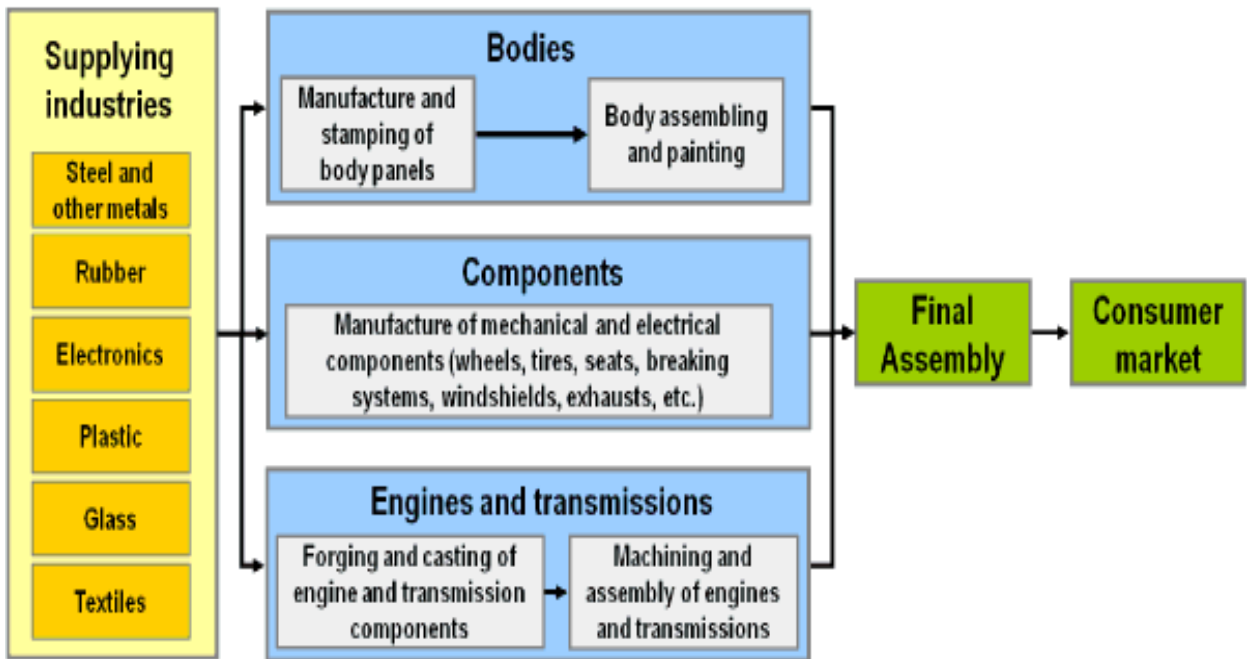 Supplying
industries
Steel and
other metals
Rubber
Electronics
Plastic
Glass
Textiles
Bodies
Manufacture and
stamping of
body panels
Body assembling
and painting
Components
Manufacture of mechanical and electrical
components (wheels, tires, seats, breaking
systems, windshields, exhausts, etc.)
Engines and transmissions
Forging and casting of
engine and transmission
components
Machining and
assembly of engines
and transmissions
Final
Assembly
Consumer
market